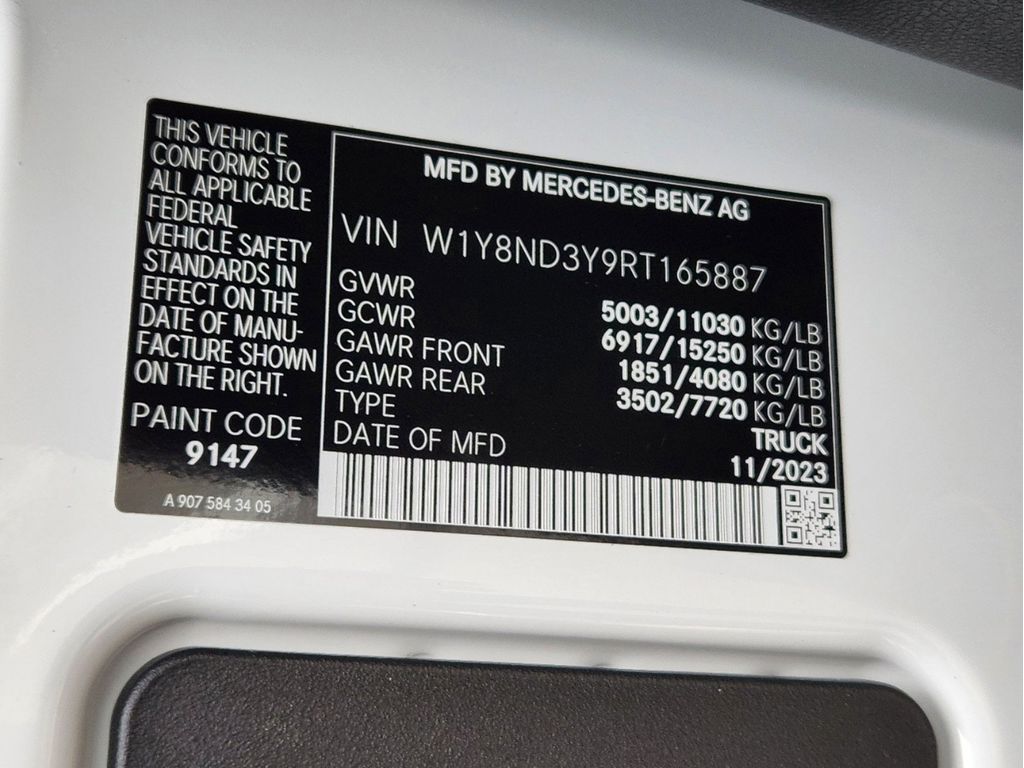 THIS VEHICLE
CONFORMS TO
ALL APPLICABLE
FEDERAL
VEHICLE SAFETY
STANDARDS IN
EFFECT ON THE
DATE OF MANU-
FACTURE SHOWN
ON THE RIGHT.
PAINT CODE
9147
A 907 584 34 05
MFD BY MERCEDES-BENZ AG
VIN W1Y8ND3Y9RT165887
GVWR 5003/11030 KG/LB
GCWR 6917/15250 KG/LB
GAWR FRONT 1851/4080 KG/LB
GAWR REAR 3502/7720 KG/LB
TYPE TRUCK
DATE OF MFD 11/2023